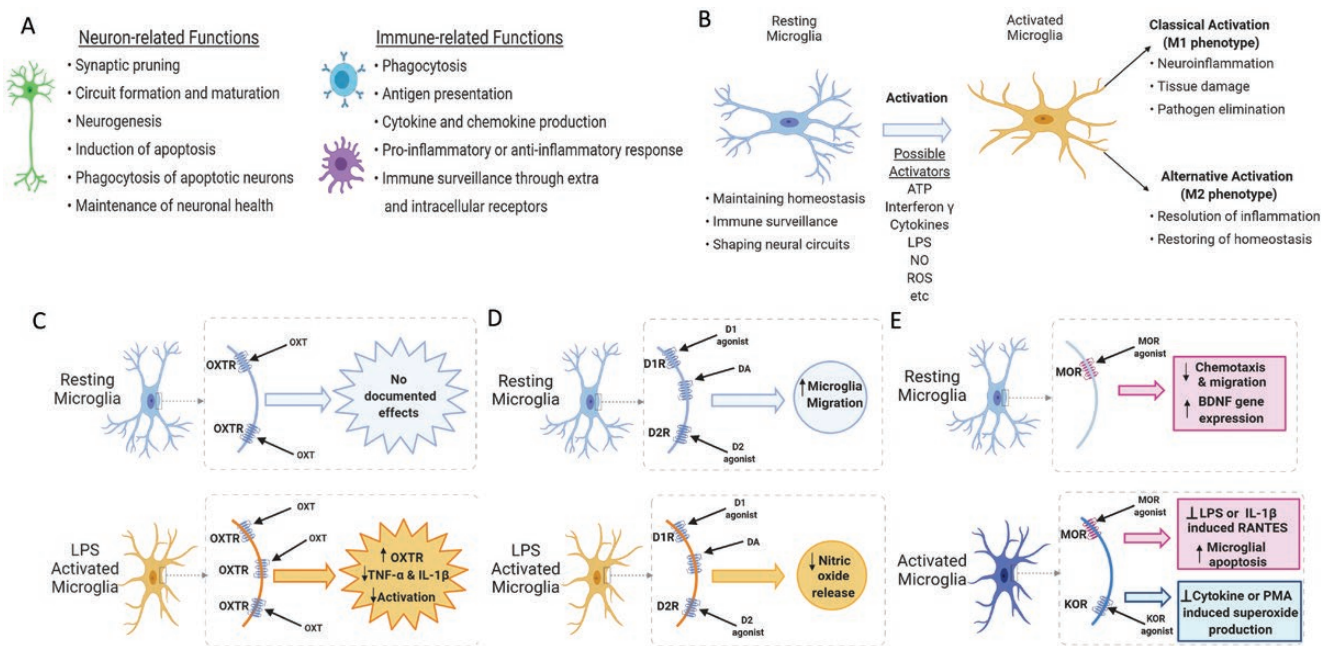 A
Neuron-related Functions
• Synaptic pruning
• Circuit formation and maturation
• Neurogenesis
• Induction of apoptosis
• Phagocytosis of apoptotic neurons
• Maintenance of neuronal health
Immune-related Functions
• Phagocytosis
• Antigen presentation
• Cytokine and chemokine production
• Pro-inflammatory or anti-inflammatory response
• Immune surveillance through extra
and intracellular receptors
B
Resting
Microglia
• Maintaining homeostasis
• Immune surveillance
• Shaping neural circuits
Activation
Possible
Activators
ATP
Interferon γ
Cytokines
LPS
NO
ROS
etc
Activated
Microglia
Classical Activation
(M1 phenotype)
• Neuroinflammation
• Tissue damage
• Pathogen elimination
Alternative Activation
(M2 phenotype)
• Resolution of inflammation
• Restoring of homeostasis
C
Resting
Microglia
OXT
OXTR
OXTR
OXT
No
documented
effects
LPS
Activated
Microglia
OXT
OXTR
OXT
OXTR
OXTR
OXT
↑ OXTR
↓TNF-α & IL-1β
↓Activation
D
Resting
Microglia
D1
agonist
D1R
DA
D2R
D2
agonist
↑ Microglia
Migration
LPS
Activated
Microglia
D1
agonist
D1R
DA
D2R
D2
agonist
↓ Nitric
oxide
release
E
Resting
Microglia
MOR
agonist
MOR
↓ Chemotaxis
& migration
↑ BDNF gene
expression
Activated
Microglia
MOR
agonist
MOR
KOR
KOR
agonist
⊥LPS or IL-1β
induced RANTES
↑ Microglial
apoptosis
⊥Cytokine or PMA
induced superoxide
production